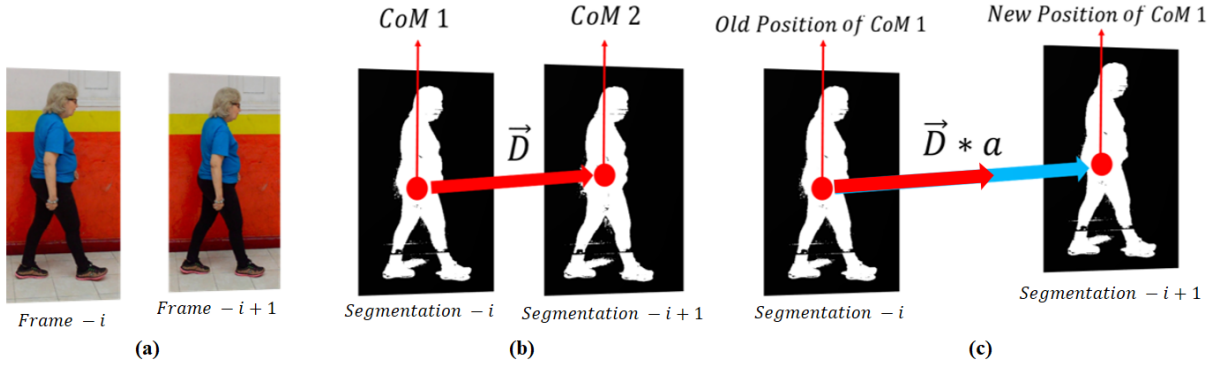 CoM 1
CoM 2
Old Position of CoM 1
New Position of CoM 1
D⃗
D⃗ * a
Frame − i
Frame − i + 1
Segmentation − i
Segmentation − i + 1
Segmentation − i
Segmentation − i + 1
(a)
(b)
(c)